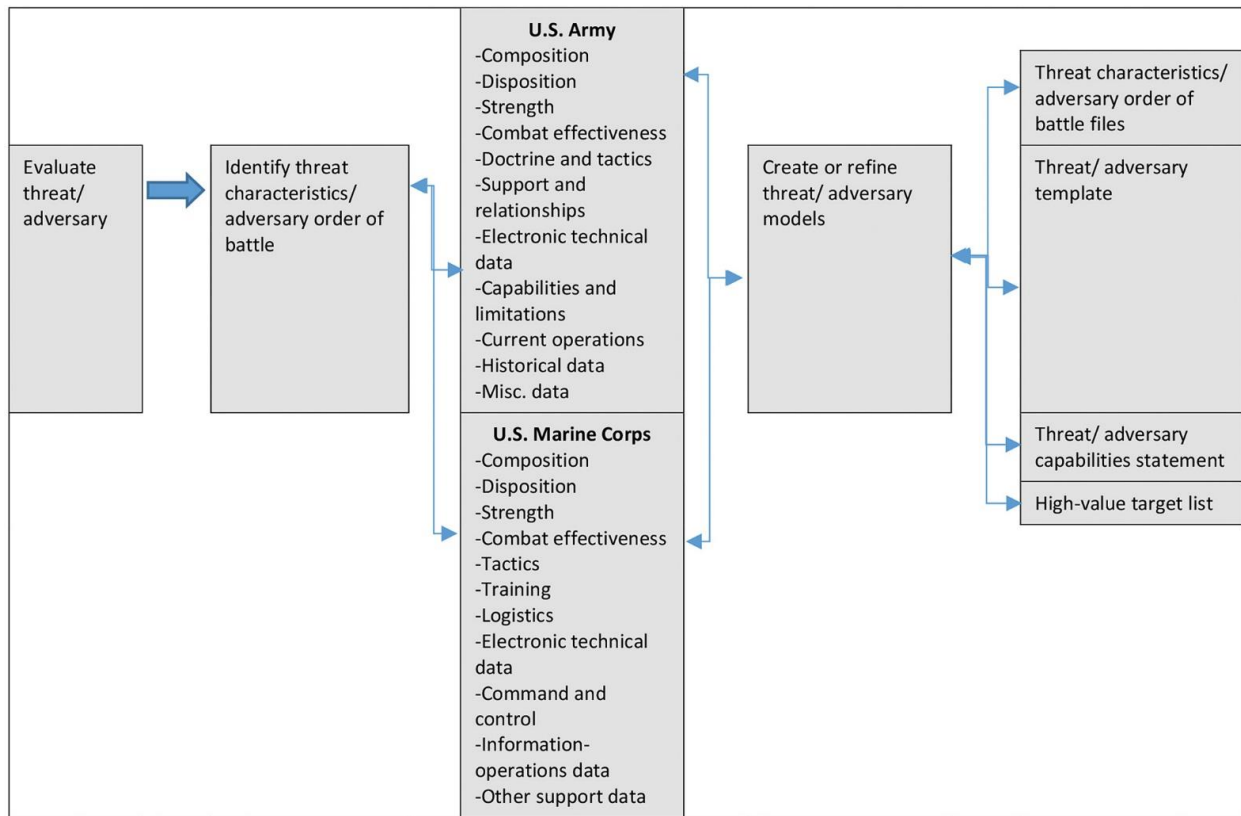 Evaluate
threat/
adversary
Identify threat
characteristics/
adversary order of
battle
U.S. Army
-Composition
-Disposition
-Strength
-Combat effectiveness
-Doctrine and tactics
-Support and
relationships
-Electronic technical
data
-Capabilities and
limitations
-Current operations
-Historical data
-Misc. data
U.S. Marine Corps
-Composition
-Disposition
-Strength
-Combat effectiveness
-Tactics
-Training
-Logistics
-Electronic technical
data
-Command and
control
-Information-
operations data
-Other support data
Create or refine
threat/ adversary
models
Threat characteristics/
adversary order of
battle files
Threat/ adversary
template
Threat/ adversary
capabilities statement
High-value target list